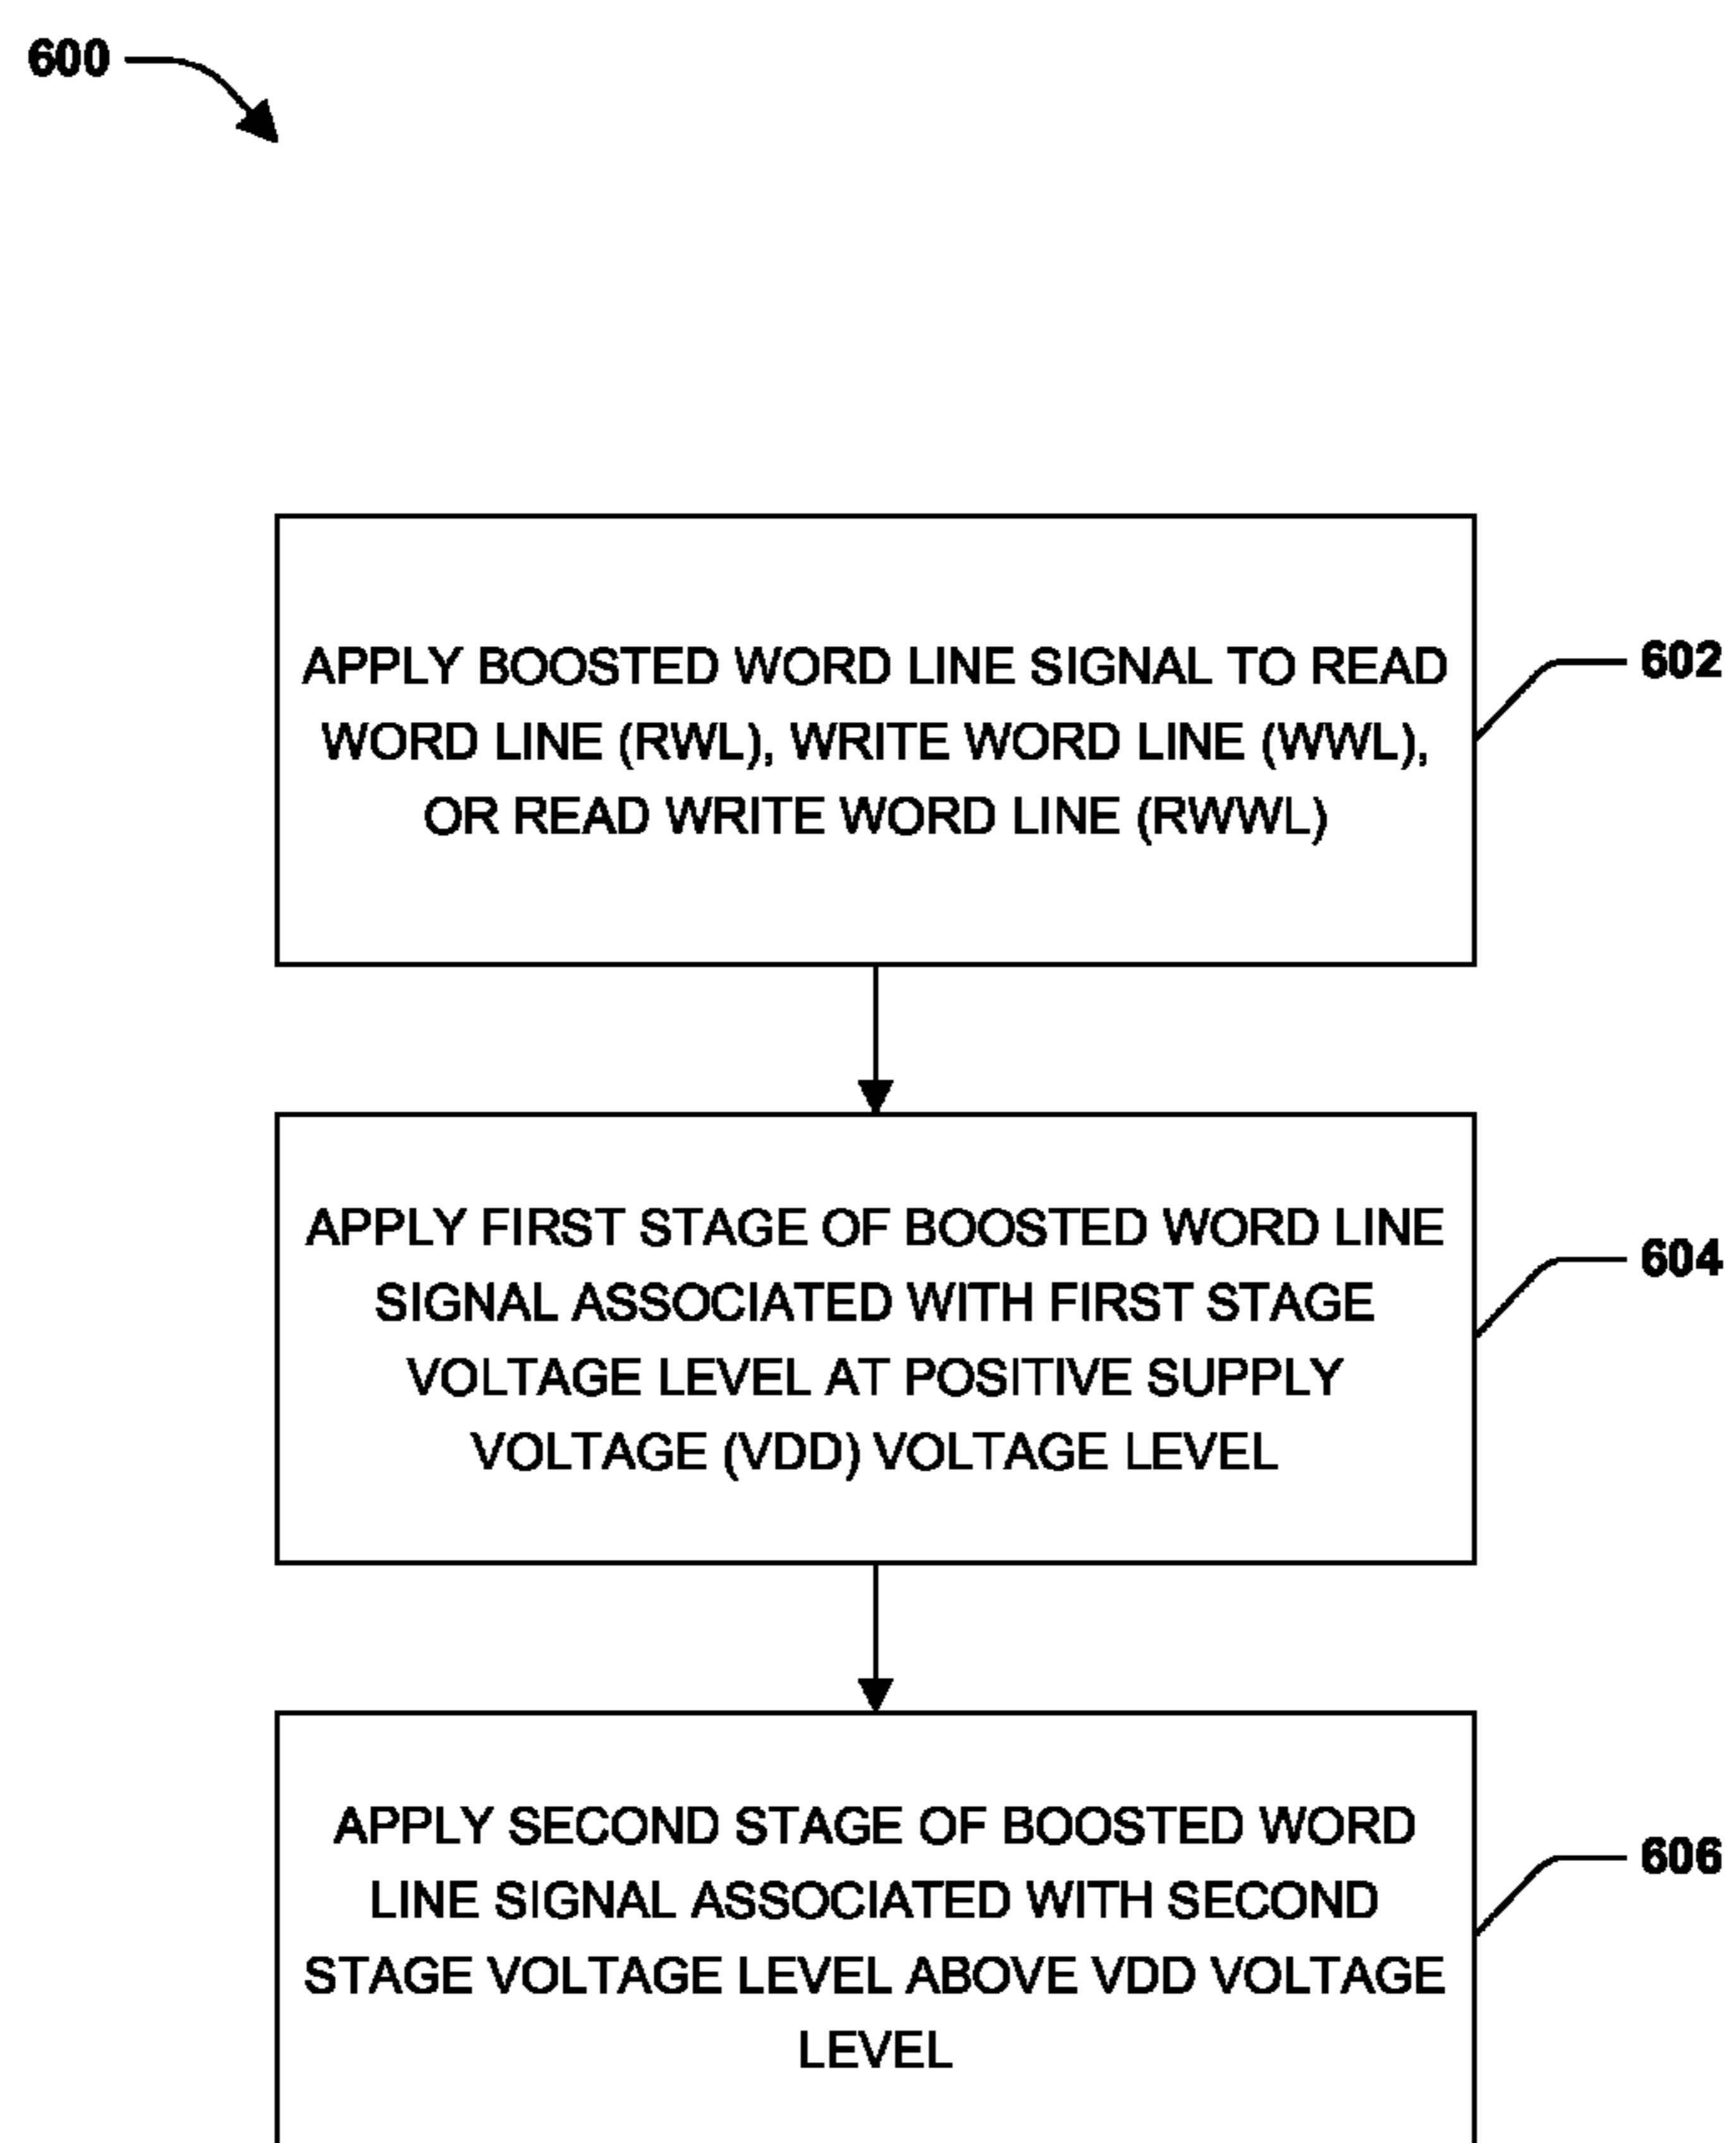 600
APPLY BOOSTED WORD LINE SIGNAL TO READ
WORD LINE (RWL), WRITE WORD LINE (WWL),
OR READ WRITE WORD LINE (RWWL)
602
APPLY FIRST STAGE OF BOOSTED WORD LINE
SIGNAL ASSOCIATED WITH FIRST STAGE
VOLTAGE LEVEL AT POSITIVE SUPPLY
VOLTAGE (VDD) VOLTAGE LEVEL
604
APPLY SECOND STAGE OF BOOSTED WORD
LINE SIGNAL ASSOCIATED WITH SECOND
STAGE VOLTAGE LEVEL ABOVE VDD VOLTAGE
LEVEL
606